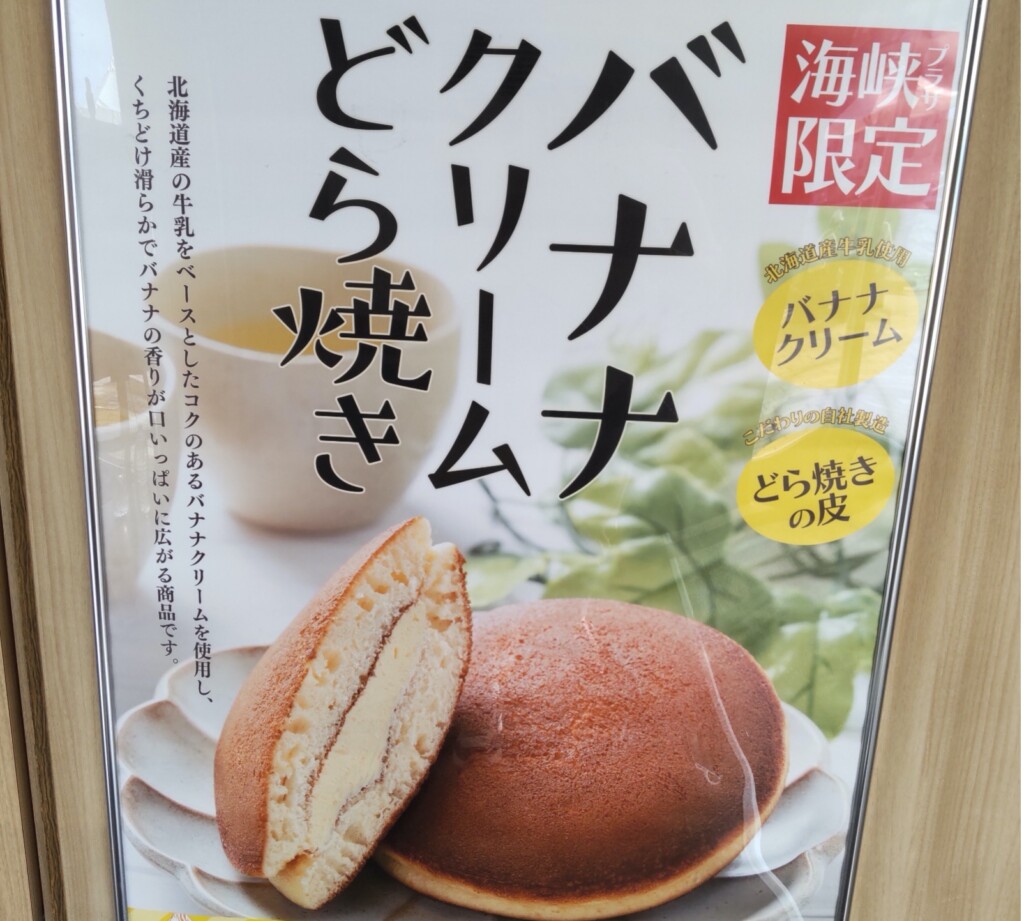 海峡プラザ
限定
バナナ
クリーム
どら焼き
北海道産牛乳使用
バナナ
クリーム
こだわりの自社製造
どら焼き
の皮
北海道産の牛乳をベースとしたコクのあるバナナクリームを使用し、
くちどけ滑らかでバナナの香りが口いっぱいに広がる商品です。